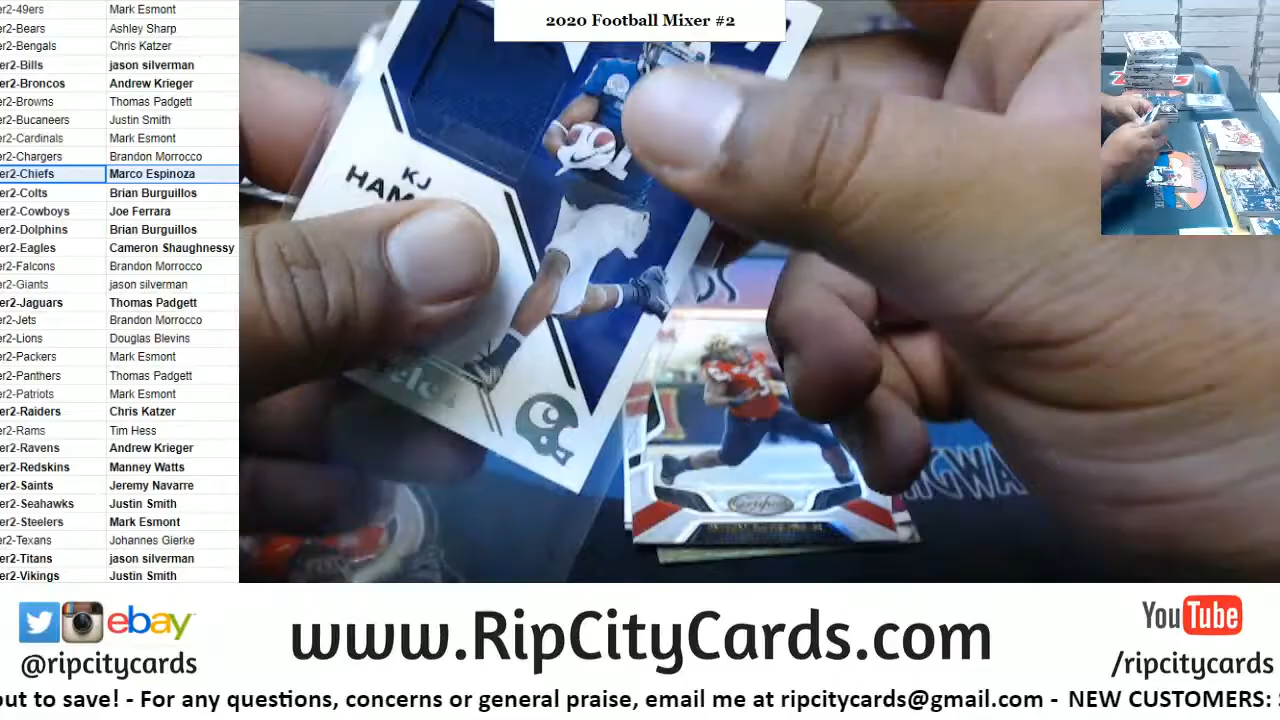 2020 Football Mixer #2
er2-49ers Mark Esmont
er2-Bears Ashley Sharp
er2-Bengals Chris Katzer
er2-Bills jason silverman
er2-Broncos Andrew Krieger
er2-Browns Thomas Padgett
er2-Bucaneers Justin Smith
er2-Cardinals Mark Esmont
er2-Chargers Brandon Morrocco
er2-Chiefs Marco Espinoza
er2-Colts Brian Burguillos
er2-Cowboys Joe Ferrara
er2-Dolphins Brian Burguillos
er2-Eagles Cameron Shaughnessy
er2-Falcons Brandon Morrocco
er2-Giants jason silverman
er2-Jaguars Thomas Padgett
er2-Jets Brandon Morrocco
er2-Lions Douglas Blevins
er2-Packers Mark Esmont
er2-Panthers Thomas Padgett
er2-Patriots Mark Esmont
er2-Raiders Chris Katzer
er2-Rams Tim Hess
er2-Ravens Andrew Krieger
er2-Redskins Manney Watts
er2-Saints Jeremy Navarre
er2-Seahawks Justin Smith
er2-Steelers Mark Esmont
er2-Texans Johannes Gierke
er2-Titans jason silverman
er2-Vikings Justin Smith
KJ
HAM
ebay
@ripcitycards
www.RipCityCards.com
YouTube
/ripcitycards
out to save! - For any questions, concerns or general praise, email me at ripcitycards@gmail.com - NEW CUSTOMERS: